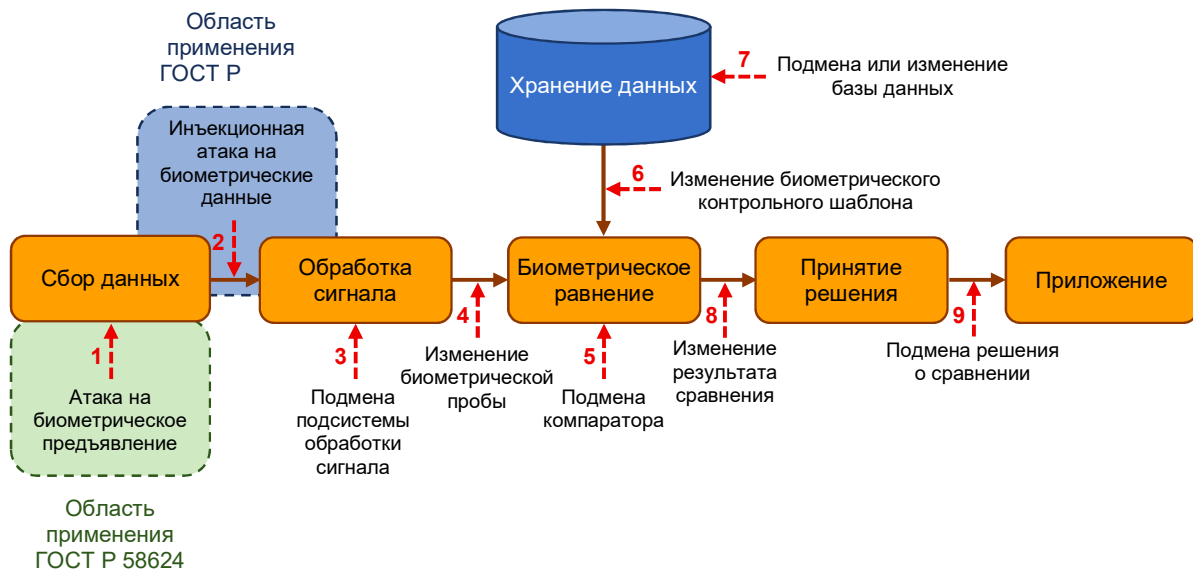 Область
применения
ГОСТ Р
Хранение данных
7
Подмена или изменение
базы данных
Инъекционная
атака на
биометрические
данные
6
Изменение биометрического
контрольного шаблона
2
Сбор данных
Обработка
сигнала
Биометрическое
равнение
Принятие
решения
Приложение
1
Атака на
биометрическое
предъявление
3
Подмена
подсистемы
обработки
сигнала
4
Изменение
биометрической
пробы
5
Подмена
компаратора
8
Изменение
результата
сравнения
9
Подмена решения
о сравнении
Область
применения
ГОСТ Р 58624